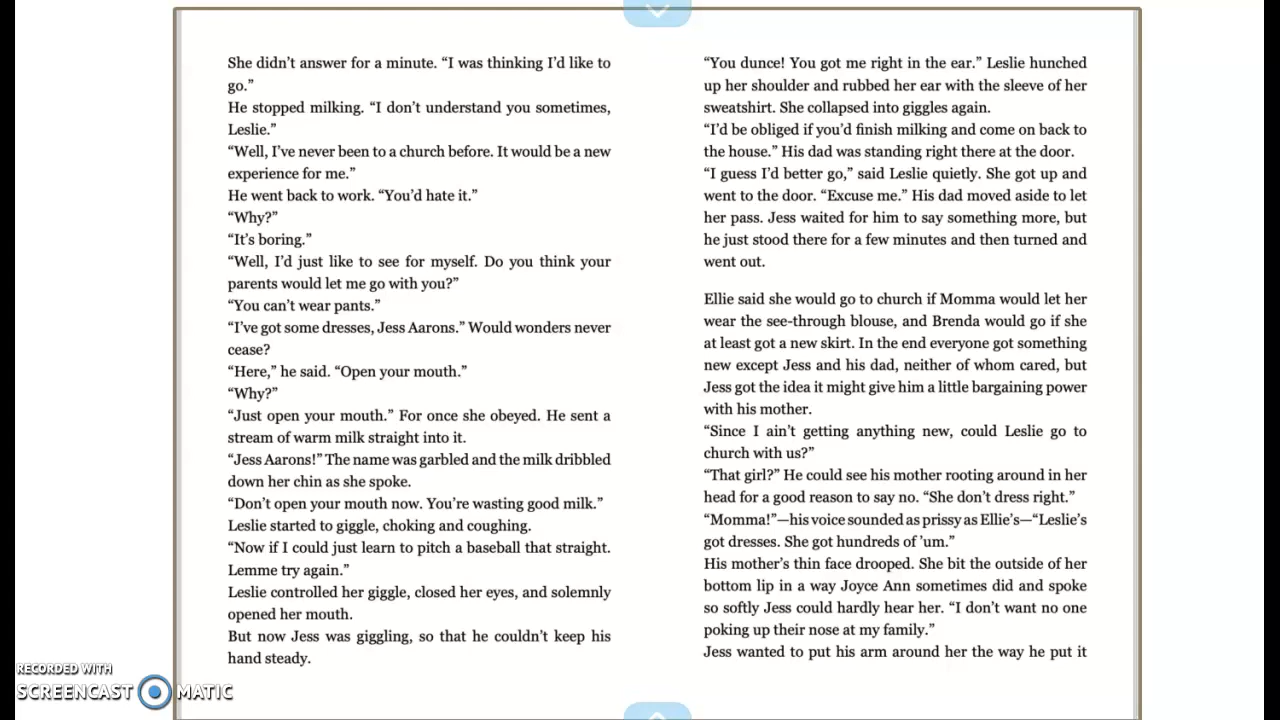 She didn’t answer for a minute. “I was thinking I’d like to
go.”
He stopped milking. “I don’t understand you sometimes,
Leslie.”
“Well, I’ve never been to a church before. It would be a new
experience for me.”
He went back to work. “You’d hate it.”
“Why?”
“It’s boring.”
“Well, I’d just like to see for myself. Do you think your
parents would let me go with you?”
“You can’t wear pants.”
“I’ve got some dresses, Jess Aarons.” Would wonders never
cease?
“Here,” he said. “Open your mouth.”
“Why?”
“Just open your mouth.” For once she obeyed. He sent a
stream of warm milk straight into it.
“Jess Aarons!” The name was garbled and the milk dribbled
down her chin as she spoke.
“Don’t open your mouth now. You’re wasting good milk.”
Leslie started to giggle, choking and coughing.
“Now if I could just learn to pitch a baseball that straight.
Lemme try again.”
Leslie controlled her giggle, closed her eyes, and solemnly
opened her mouth.
But now Jess was giggling, so that he couldn’t keep his
hand steady.
“You dunce! You got me right in the ear.” Leslie hunched
up her shoulder and rubbed her ear with the sleeve of her
sweatshirt. She collapsed into giggles again.
“I’d be obliged if you’d finish milking and come on back to
the house.” His dad was standing right there at the door.
“I guess I’d better go,” said Leslie quietly. She got up and
went to the door. “Excuse me.” His dad moved aside to let
her pass. Jess waited for him to say something more, but
he just stood there for a few minutes and then turned and
went out.
Ellie said she would go to church if Momma would let her
wear the see-through blouse, and Brenda would go if she
at least got a new skirt. In the end everyone got something
new except Jess and his dad, neither of whom cared, but
Jess got the idea it might give him a little bargaining power
with his mother.
“Since I ain’t getting anything new, could Leslie go to
church with us?”
“That girl?” He could see his mother rooting around in her
head for a good reason to say no. “She don’t dress right.”
“Momma!”—his voice sounded as prissy as Ellie’s—“Leslie’s
got dresses. She got hundreds of ’um.”
His mother’s thin face drooped. She bit the outside of her
bottom lip in a way Joyce Ann sometimes did and spoke
so softly Jess could hardly hear her. “I don’t want no one
poking up their nose at my family.”
Jess wanted to put his arm around her the way he put it
RECORDED WITH
SCREENCAST MATIC